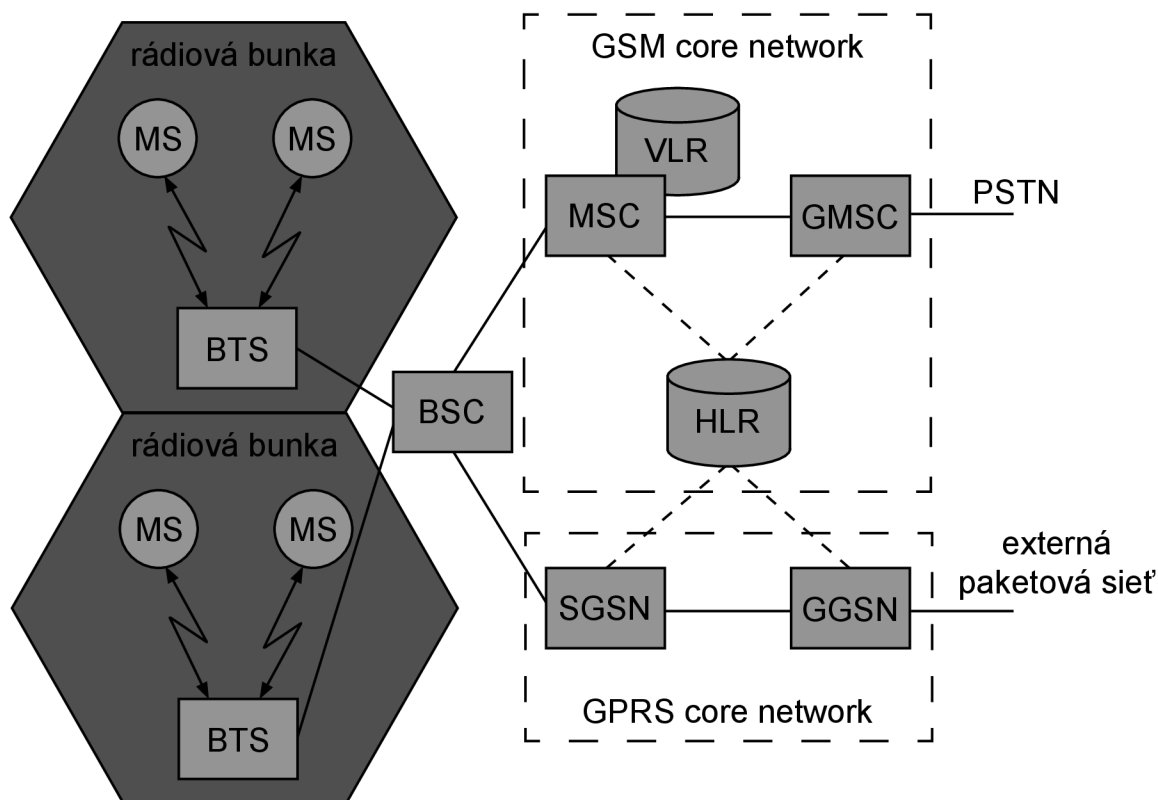 rádiová bunka
MS
MS
BTS
rádiová bunka
MS
MS
BTS
BSC
GSM core network
VLR
MSC
GMSC
PSTN
HLR
SGSN
GGSN
externá
paketová sieť
GPRS core network